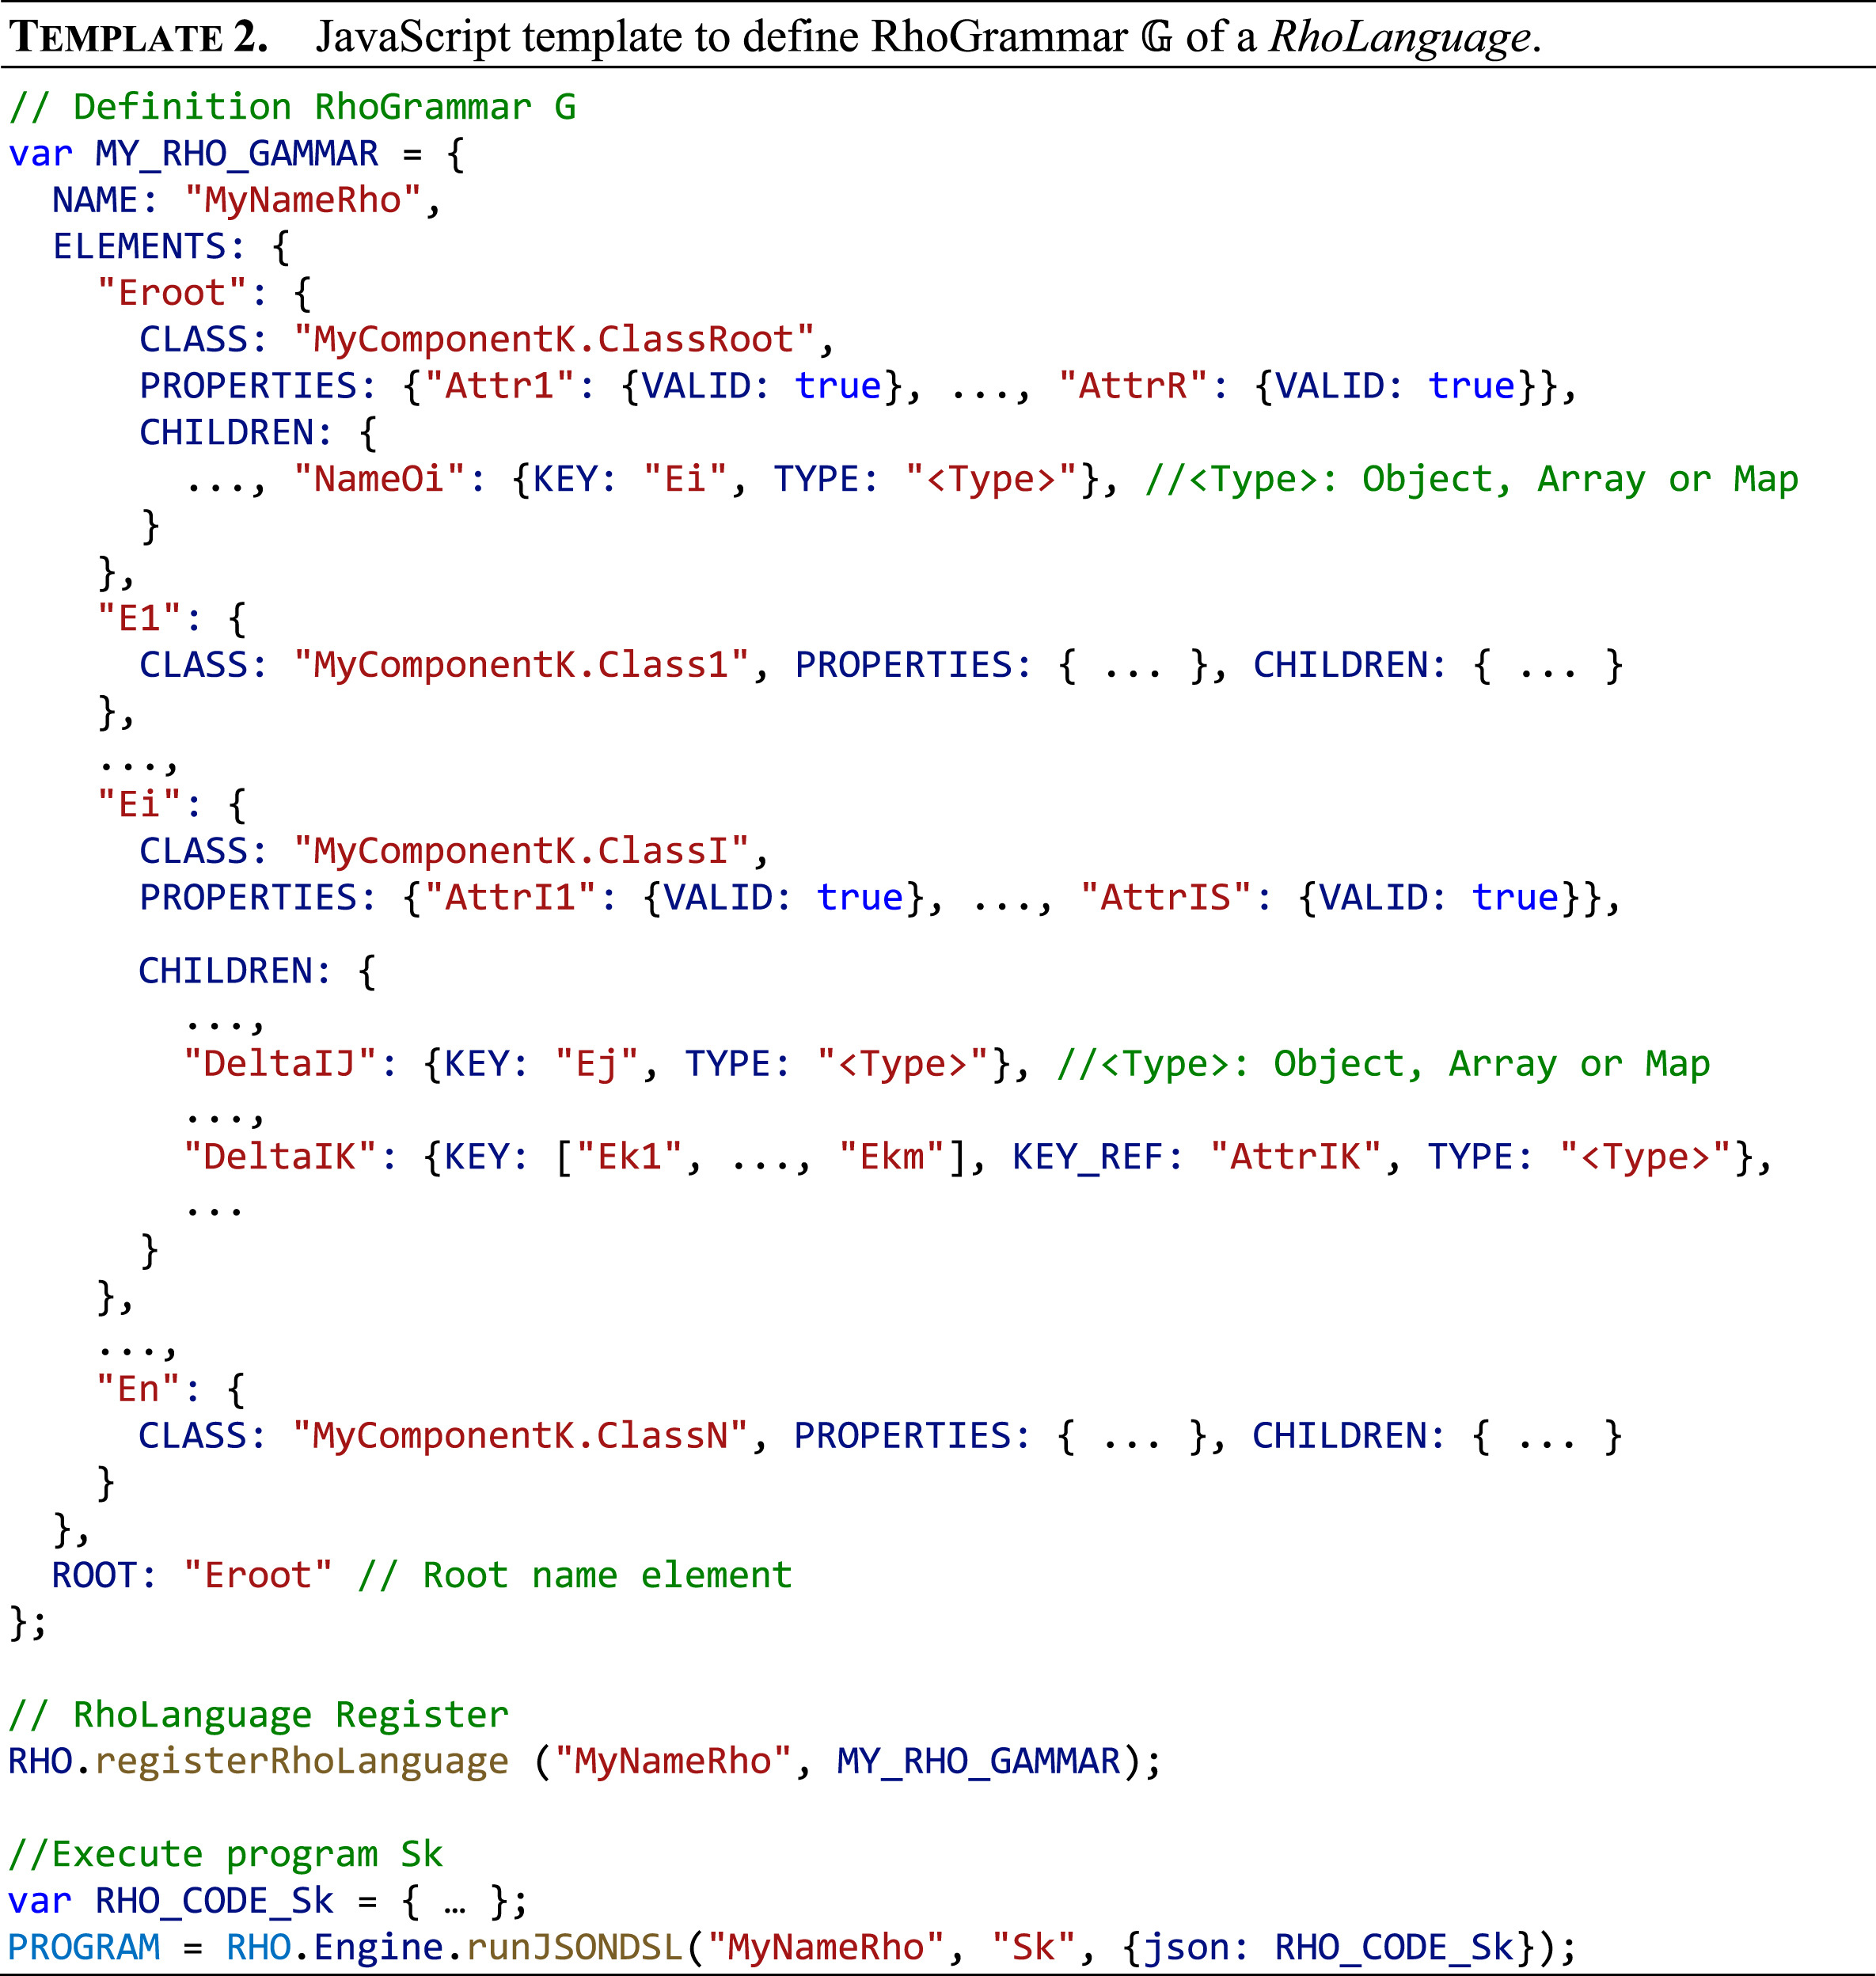 TEMPLATE 2. JavaScript template to define RhoGrammar 𝔾 of a RhoLanguage.
// Definition RhoGrammar G
var MY_RHO_GAMMAR = {
  NAME: "MyNameRho",
  ELEMENTS: {
    "Eroot": {
      CLASS: "MyComponentK.ClassRoot",
      PROPERTIES: {"Attr1": {VALID: true}, ..., "AttrR": {VALID: true}},
      CHILDREN: {
        ..., "NameOi": {KEY: "Ei", TYPE: "<Type>"}, //<Type>: Object, Array or Map
      }
    },
    "E1": {
      CLASS: "MyComponentK.Class1", PROPERTIES: { ... }, CHILDREN: { ... }
    },
    ...,
    "Ei": {
      CLASS: "MyComponentK.ClassI",
      PROPERTIES: {"AttrI1": {VALID: true}, ..., "AttrIS": {VALID: true}},
      CHILDREN: {
        ...,
        "DeltaIJ": {KEY: "Ej", TYPE: "<Type>"}, //<Type>: Object, Array or Map
        ...,
        "DeltaIK": {KEY: ["Ek1", ..., "Ekm"], KEY_REF: "AttrIK", TYPE: "<Type>"},
        ...
      }
    },
    ...,
    "En": {
      CLASS: "MyComponentK.ClassN", PROPERTIES: { ... }, CHILDREN: { ... }
    }
  },
  ROOT: "Eroot" // Root name element
};
// RhoLanguage Register
RHO.registerRhoLanguage ("MyNameRho", MY_RHO_GAMMAR);
//Execute program Sk
var RHO_CODE_Sk = { … };
PROGRAM = RHO.Engine.runJSONDSL("MyNameRho", "Sk", {json: RHO_CODE_Sk});